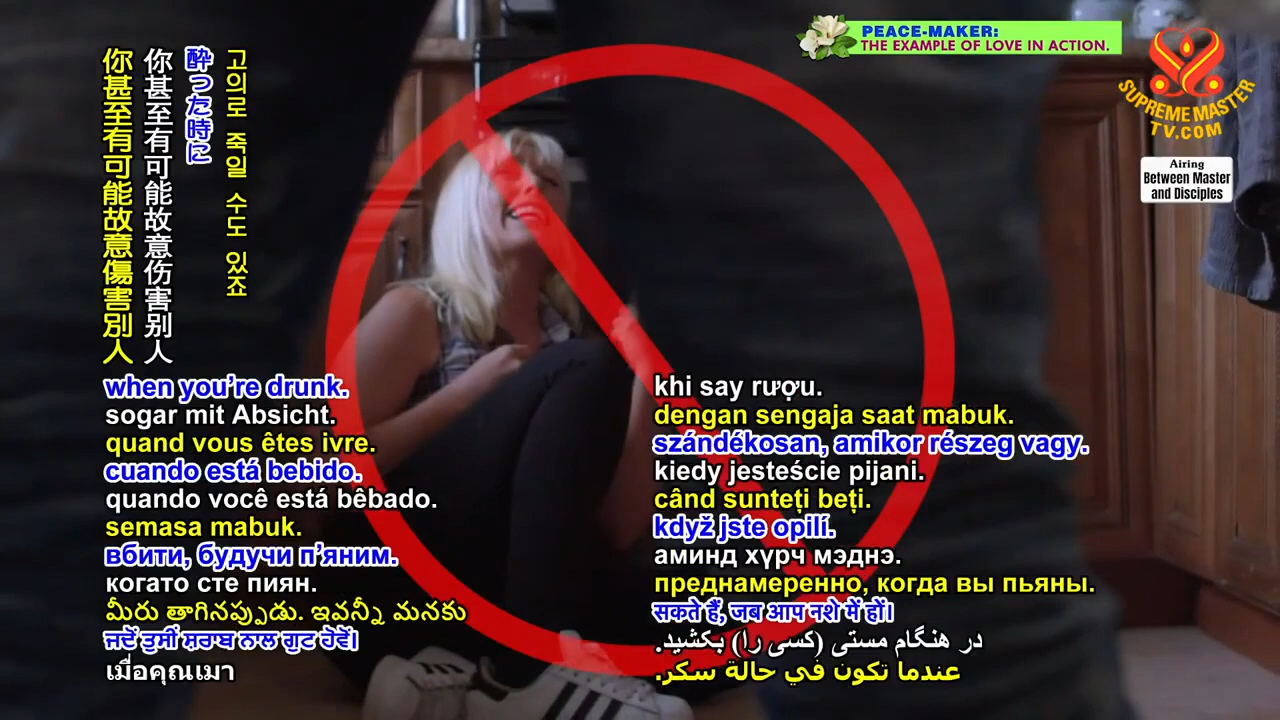 PEACE-MAKER:
THE EXAMPLE OF LOVE IN ACTION.
SUPREME MASTER
TV.COM
Airing
Between Master
and Disciples
고의로 죽일 수도 있죠
酔った時に
你甚至有可能故意伤害别人
你甚至有可能故意傷害別人
when you’re drunk.
sogar mit Absicht.
quand vous êtes ivre.
cuando está bebido.
quando você está bêbado.
semasa mabuk.
вбити, будучи п’яним.
когато сте пиян.
మీరు తాగినప్పుడు. ఇవన్నీ మనకు
ਜਦੋਂ ਤੁਸੀਂ ਸ਼ਰਾਬ ਨਾਲ ਗੁਟ ਹੋਵੋਂ।
เมื่อคุณเมา
khi say rượu.
dengan sengaja saat mabuk.
szándékosan, amikor részeg vagy.
kiedy jesteście pijani.
când sunteți beți.
když jste opilí.
аминд хүрч мэднэ.
преднамеренно, когда вы пьяны.
सकते हैं, जब आप नशे में हों।
در هنگام مستی (کسی را) بکشید.
عندما تكون في حالة سكر.